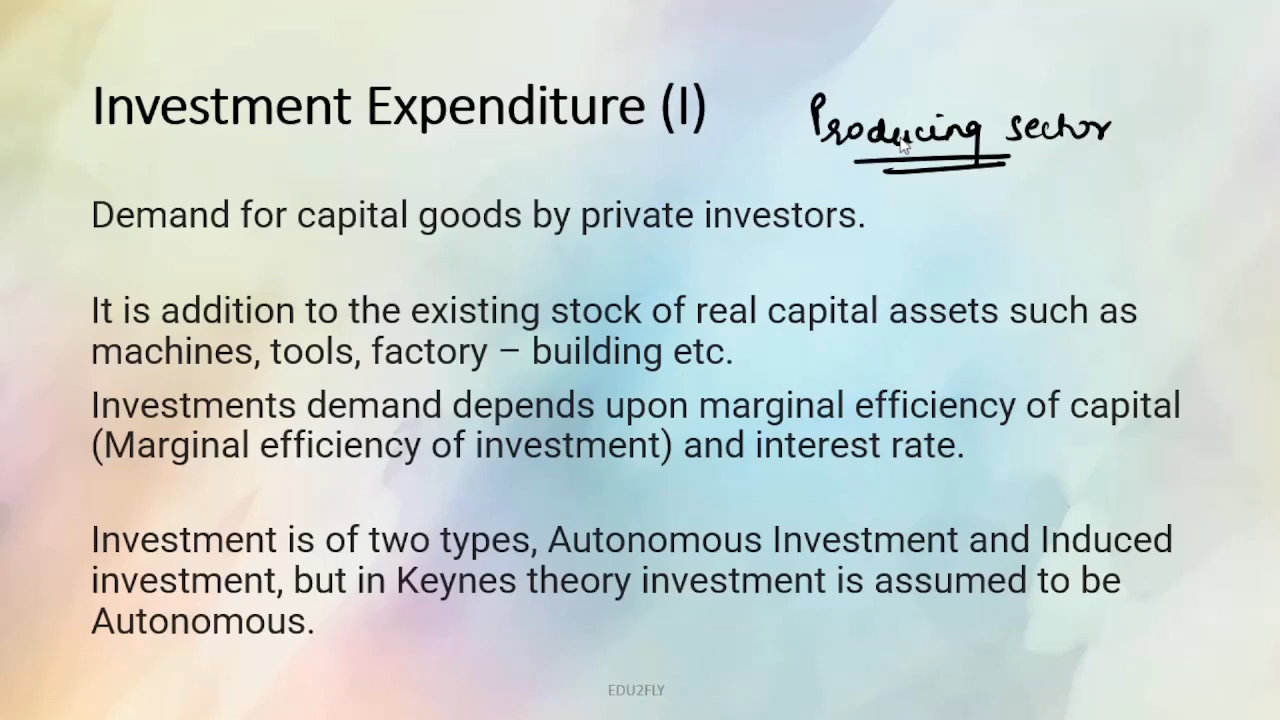 Investment Expenditure (I)
Producing sector
Demand for capital goods by private investors.
It is addition to the existing stock of real capital assets such as
machines, tools, factory – building etc.
Investments demand depends upon marginal efficiency of capital
(Marginal efficiency of investment) and interest rate.
Investment is of two types, Autonomous Investment and Induced
investment, but in Keynes theory investment is assumed to be
Autonomous.
EDU2FLY